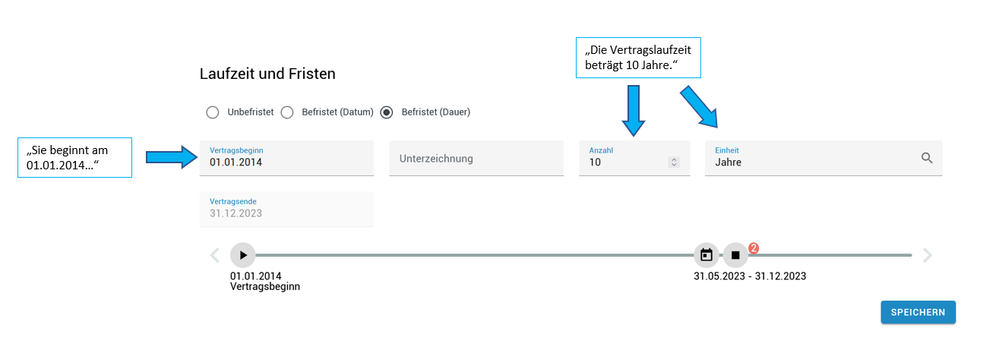 „Die Vertragslaufzeit
beträgt 10 Jahre.“
Laufzeit und Fristen
Unbefristet
Befristet (Datum)
Befristet (Dauer)
„Sie beginnt am
01.01.2014…“
Vertragsbeginn
01.01.2014
Unterzeichnung
Anzahl
10
Einheit
Jahre
Vertragsende
31.12.2023
2
01.01.2014
Vertragsbeginn
31.05.2023 - 31.12.2023
SPEICHERN